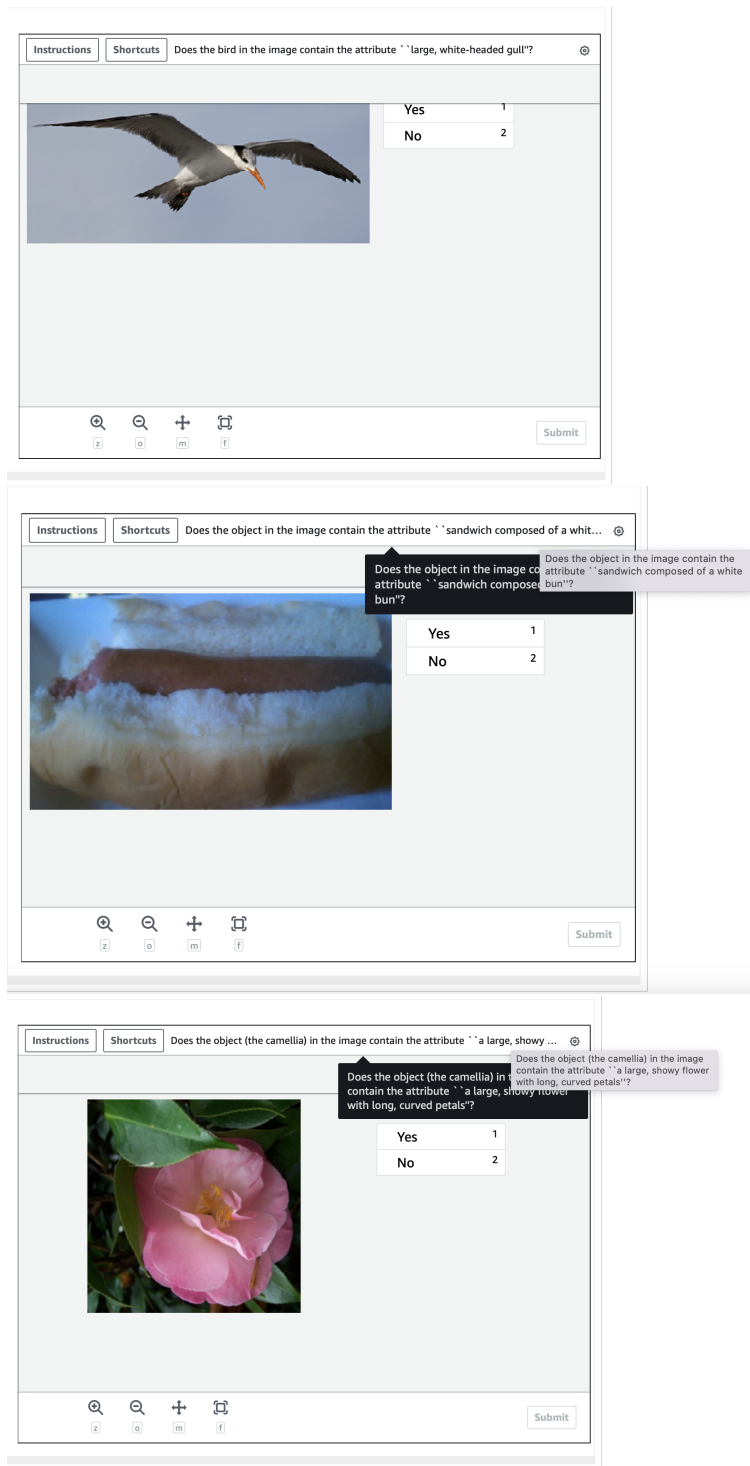 Instructions Shortcuts Does the bird in the image contain the attribute ``large, white-headed gull"?
Yes 1
No 2
z o m f
Submit
Instructions Shortcuts Does the object in the image contain the attribute ``sandwich composed of a whit...
Does the object in the image co
attribute ``sandwich compose
bun"?
Does the object in the image contain the
attribute ``sandwich composed of a white
bun''?
Yes 1
No 2
z o m f
Submit
Instructions Shortcuts Does the object (the camellia) in the image contain the attribute ``a large, showy ...
Does the object (the camellia) in t
contain the attribute ``a large, showy flower
with long, curved petals"?
Does the object (the camellia) in the image
contain the attribute ``a large, showy flower
with long, curved petals''?
Yes 1
No 2
z o m f
Submit